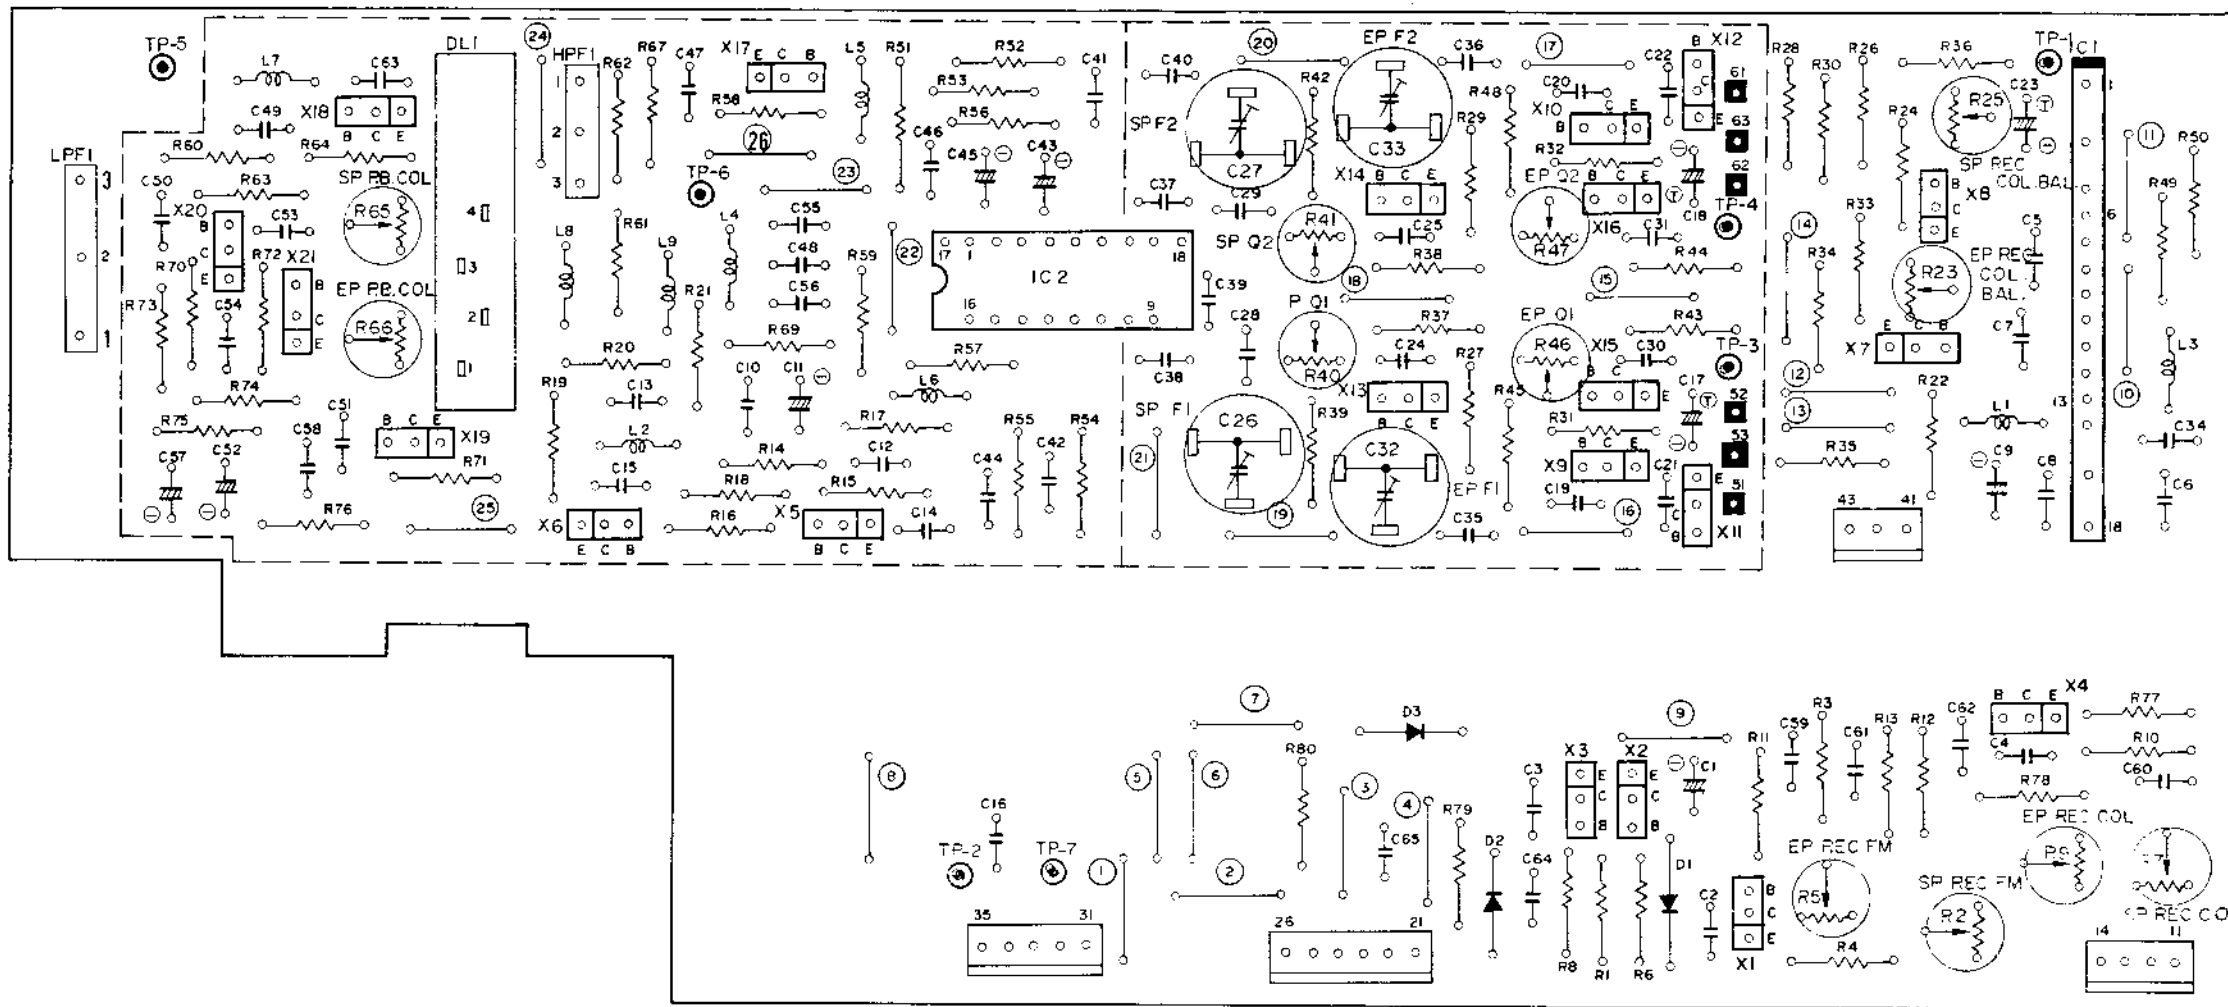 TP-5
L7
C63
DL1
24
HPF1
R62
R67
C47
X17
E C B
L5
R51
R52
C41
C40
20
EP F2
C36
17
C22
B
X12
R28
R26
R36
TP-1
C49
X18
B C E
R58
R53
R56
C46
C45
C43
SP F2
R42
C27
C33
R29
R48
C20
X10
B C E
C
E
61
63
62
R30
R24
R25
C23
T
11
R50
LPF1
3
2
1
R60
R64
1
2
3
26
23
TP-6
C37
C29
X14
B C E
R32
EP Q2
B C E
T
C18
TP-4
SP REC
COL.BAL
C50
R63
SP P.B. COL
R65
4
X20
B
C
E
C53
R61
L4
C55
R59
22
17
1
18
16
9
IC 2
R41
SP Q2
C25
R38
18
R47
X16
C31
R44
14
R34
R33
X8
B
C
E
C5
6
R49
R70
R72
X21
B
C
E
3
2
1
L8
L9
C48
C56
C39
15
R23
EP REC
COL.
BAL.
R73
C54
EP P.B. COL
R66
R21
R69
C28
P Q1
R40
R37
C24
EP Q1
R46
X15
B C E
C30
R43
TP-3
X7
E C B
C7
L3
R74
R20
R19
C13
C10
C11
R57
L6
C38
X13
B C E
R27
R45
C17
T
52
12
13
R22
13
10
R75
C51
C58
B C E
X19
L2
R17
R55
R54
SP F1
C26
R39
R31
B C E
X9
53
L1
C34
C57
C52
R71
C15
R14
R18
C12
R15
C44
C42
21
C32
EP F1
C19
C21
E
C
B
51
R35
C9
C8
C6
R76
25
X6
E C B
R16
X5
B C E
C14
19
C35
16
X11
43
41
18
7
D3
9
B C E
X4
R77
8
5
6
R80
3
4
R79
C3
X3
E
C
B
X2
E
C
B
C1
R11
C59
R3
C61
R13
R12
C62
C4
R10
R78
C60
C16
TP-2
TP-7
1
2
C65
D2
C64
D1
EP REC FM
EP REC COL
R9
R5
SP REC FM
R2
C2
X1
B
C
E
R4
R8
R1
R6
35
31
26
21
14
11